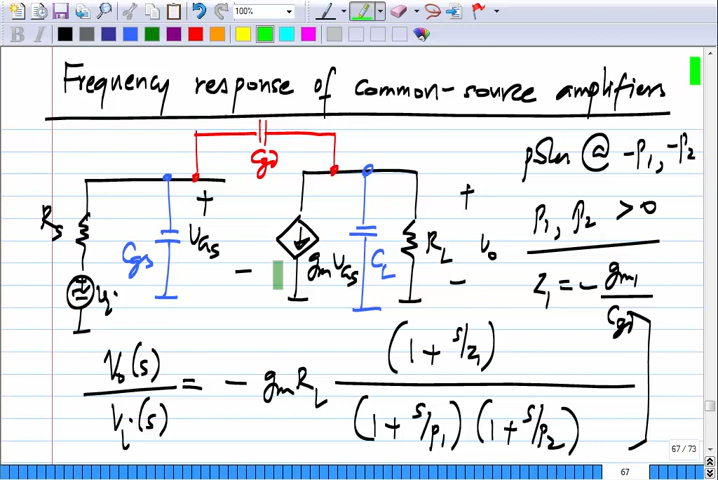 100%
B I
Frequency response of common-source amplifiers
Cgd
poles @ -p1, -p2
p1, p2 > 0
Rs
Cgs
+
VGS
-
gmVGS
CL
RL
+
Vo
-
z1 = - gm1/Cgd
Vi
Vo(s)/Vi(s) = - gmRL (1 + s/z1)/((1 + s/p1)(1 + s/p2))
67 / 73
67